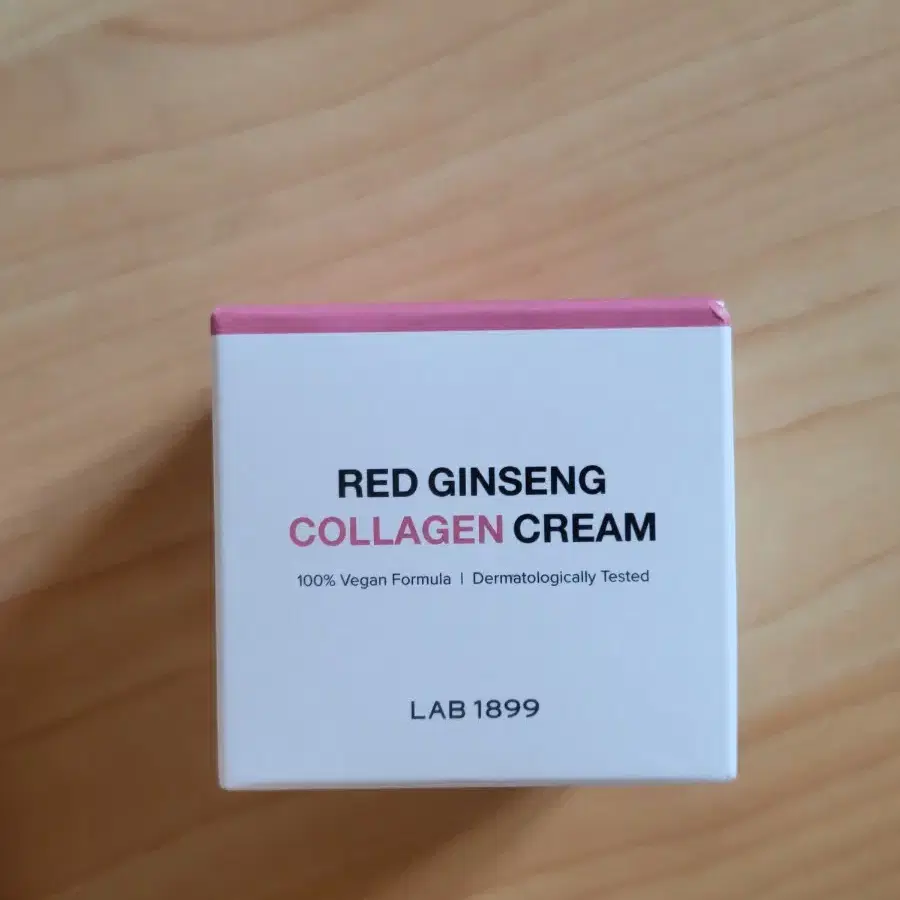 RED GINSENG
COLLAGEN CREAM
100% Vegan Formula | Dermatologically Tested
LAB 1899